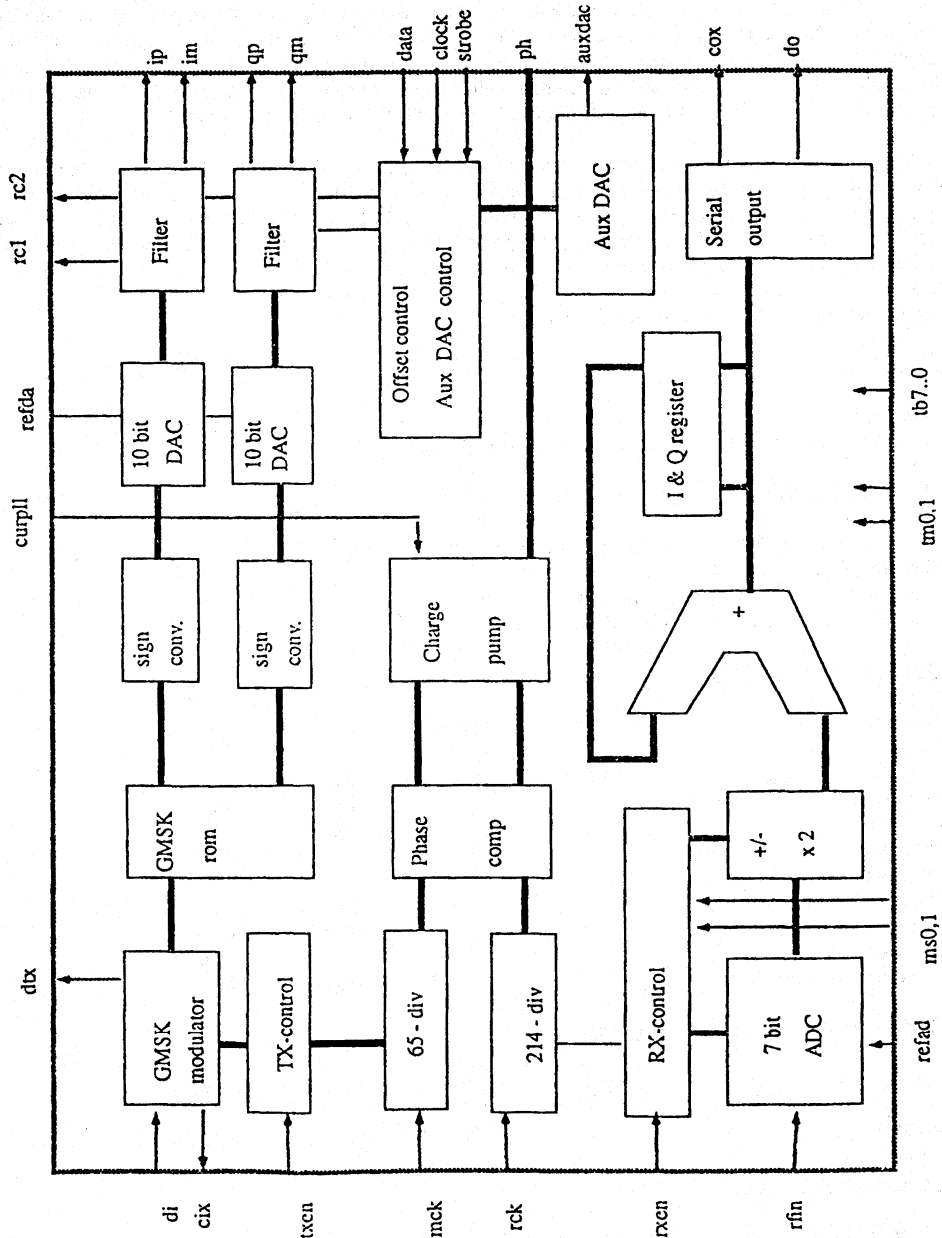 dtx
curpll
refda
rc1
rc2
di
cix
txen
mck
rck
rxen
rfin
GMSK
modulator
GMSK
rom
sign
conv.
10 bit
DAC
Filter
ip
im
sign
conv.
10 bit
DAC
Filter
qp
qm
TX-control
65 - div
214 - div
Phase
comp
Charge
pump
Offset control
Aux DAC control
data
clock
strobe
ph
Aux DAC
auxdac
RX-control
7 bit
ADC
+/-
x 2
+
I & Q register
Serial
output
cox
do
refad
ms0,1
tm0,1
tb7..0